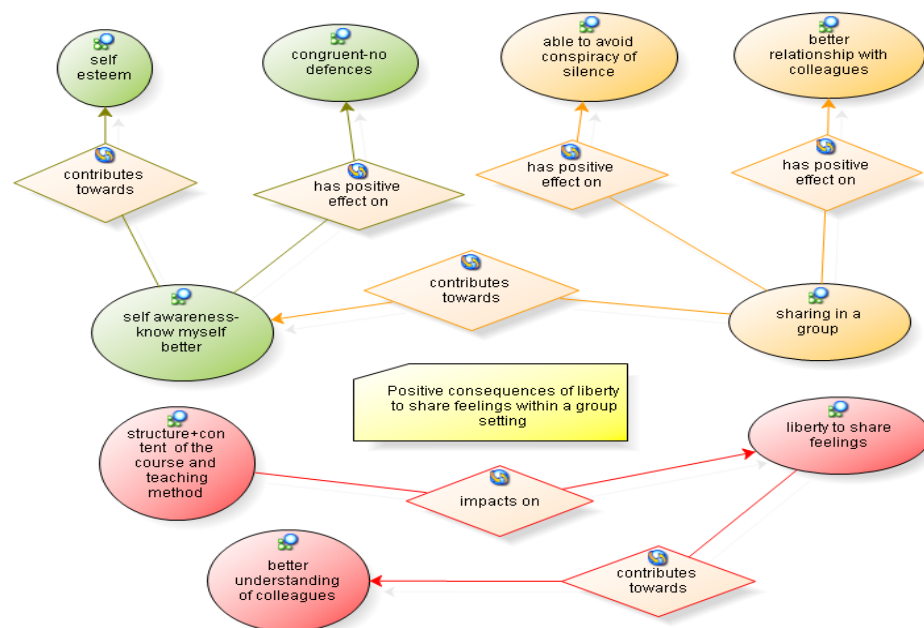 self
esteem
congruent-no
defences
able to avoid
conspiracy of
silence
better
relationship with
colleagues
contributes
towards
has positive
effect on
has positive
effect on
has positive
effect on
self awareness-
know myself
better
contributes
towards
sharing in a
group
Positive consequences of liberty
to share feelings within a group
setting
structure+con
tent of the
course and
teaching
method
impacts on
liberty to share
feelings
better
understanding
of colleagues
contributes
towards